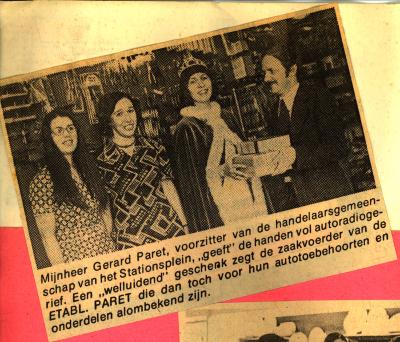 Mijnheer Gerard Paret, voorzitter van de handelaarsgemeen-
schap van het Stationsplein, „geeft" de handen vol autoradioge-
rief. Een „welluidend" geschenk zegt de zaakvoerder van de
ETABL. PARET die dan toch voor hun autotoebehoorten en
onderdelen alombekend zijn.